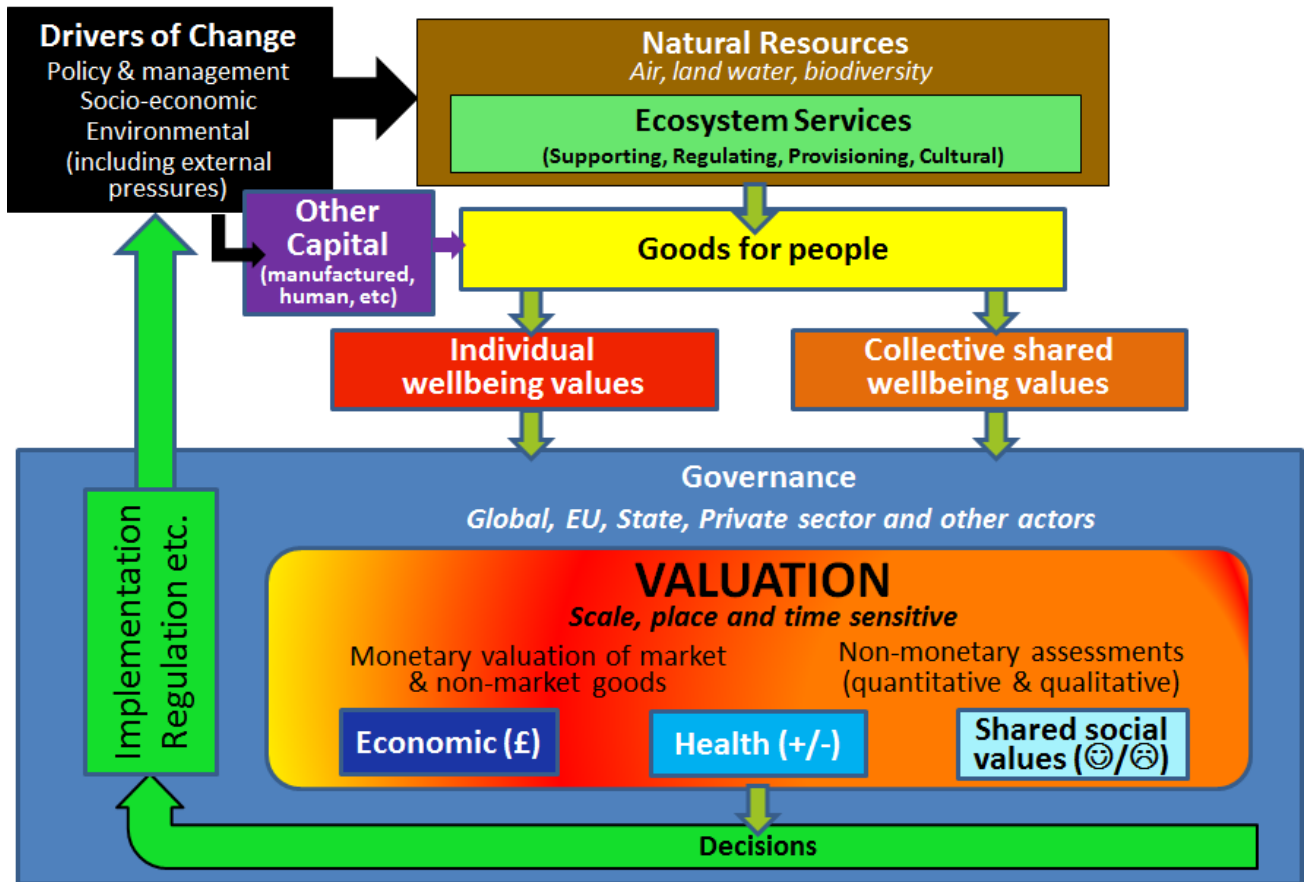 Drivers of Change
Policy & management
Socio-economic
Environmental
(including external
pressures)
Natural Resources
Air, land water, biodiversity
Ecosystem Services
(Supporting, Regulating, Provisioning, Cultural)
Other
Capital
(manufactured,
human, etc)
Goods for people
Individual
wellbeing values
Collective shared
wellbeing values
Governance
Global, EU, State, Private sector and other actors
VALUATION
Scale, place and time sensitive
Monetary valuation of market
& non-market goods
Non-monetary assessments
(quantitative & qualitative)
Economic (£)
Health (+/-)
Shared social
values (☺/☹)
Decisions
Implementation
Regulation etc.